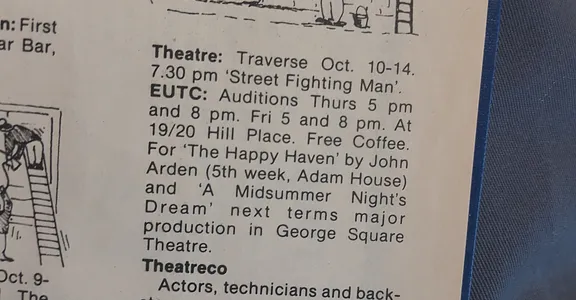 n: First
ar Bar,
Theatre: Traverse Oct. 10-14.
7.30 pm ‘Street Fighting Man’.
EUTC: Auditions Thurs 5 pm
and 8 pm. Fri 5 and 8 pm. At
19/20 Hill Place. Free Coffee.
For ‘The Happy Haven’ by John
Arden (5th week, Adam House)
and ‘A Midsummer Night's
Dream’ next terms major
production in George Square
Theatre.
Theatreco
Actors, technicians and back-
Oct. 9-
The